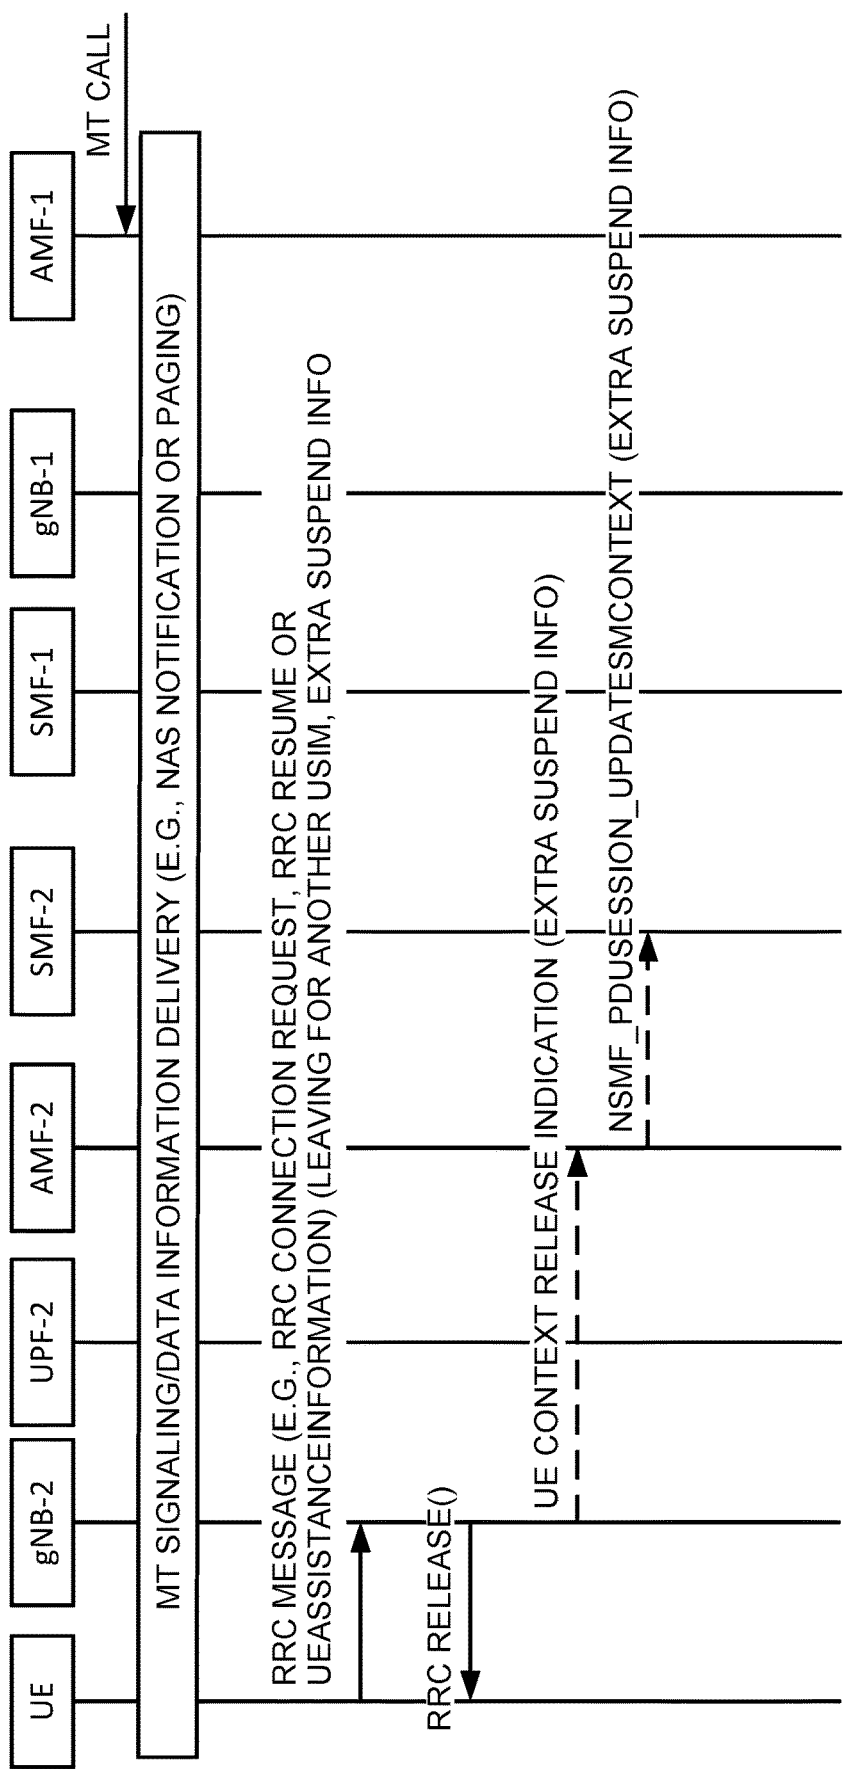 UE
gNB-2
UPF-2
AMF-2
SMF-2
SMF-1
gNB-1
AMF-1
MT CALL
MT SIGNALING/DATA INFORMATION DELIVERY (E.G., NAS NOTIFICATION OR PAGING)
RRC MESSAGE (E.G., RRC CONNECTION REQUEST, RRC RESUME OR
UEASSISTANCEINFORMATION) (LEAVING FOR ANOTHER USIM, EXTRA SUSPEND INFO
RRC RELEASE()
UE CONTEXT RELEASE INDICATION (EXTRA SUSPEND INFO)
NSMF_PDUSESSION_UPDATESMCONTEXT (EXTRA SUSPEND INFO)